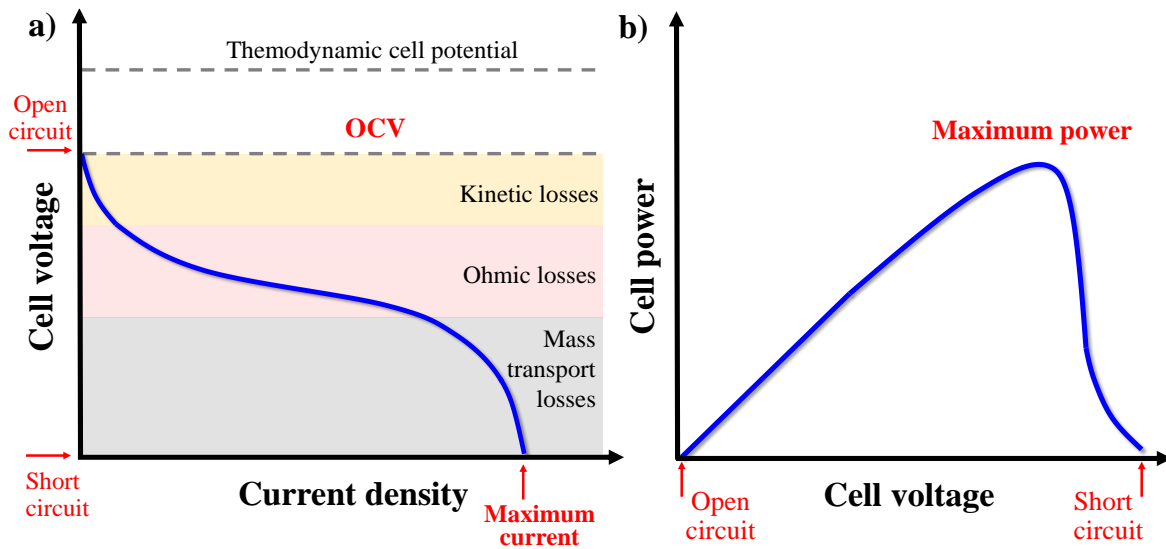 a)
Themodynamic cell potential
Open
circuit
OCV
Kinetic losses
Ohmic losses
Mass
transport
losses
Cell voltage
Short
circuit
Current density
Maximum
current
b)
Maximum power
Cell power
Open
circuit
Cell voltage
Short
circuit